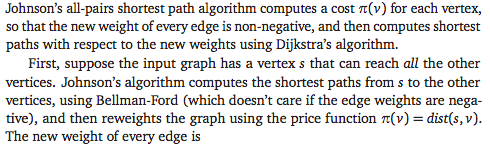 Johnson's all-pairs shortest path algorithm computes a cost π(v) for each vertex,
so that the new weight of every edge is non-negative, and then computes shortest
paths with respect to the new weights using Dijkstra's algorithm.
First, suppose the input graph has a vertex s that can reach all the other
vertices. Johnson's algorithm computes the shortest paths from s to the other
vertices, using Bellman-Ford (which doesn't care if the edge weights are nega-
tive), and then reweights the graph using the price function π(v) = dist(s, v).
The new weight of every edge is